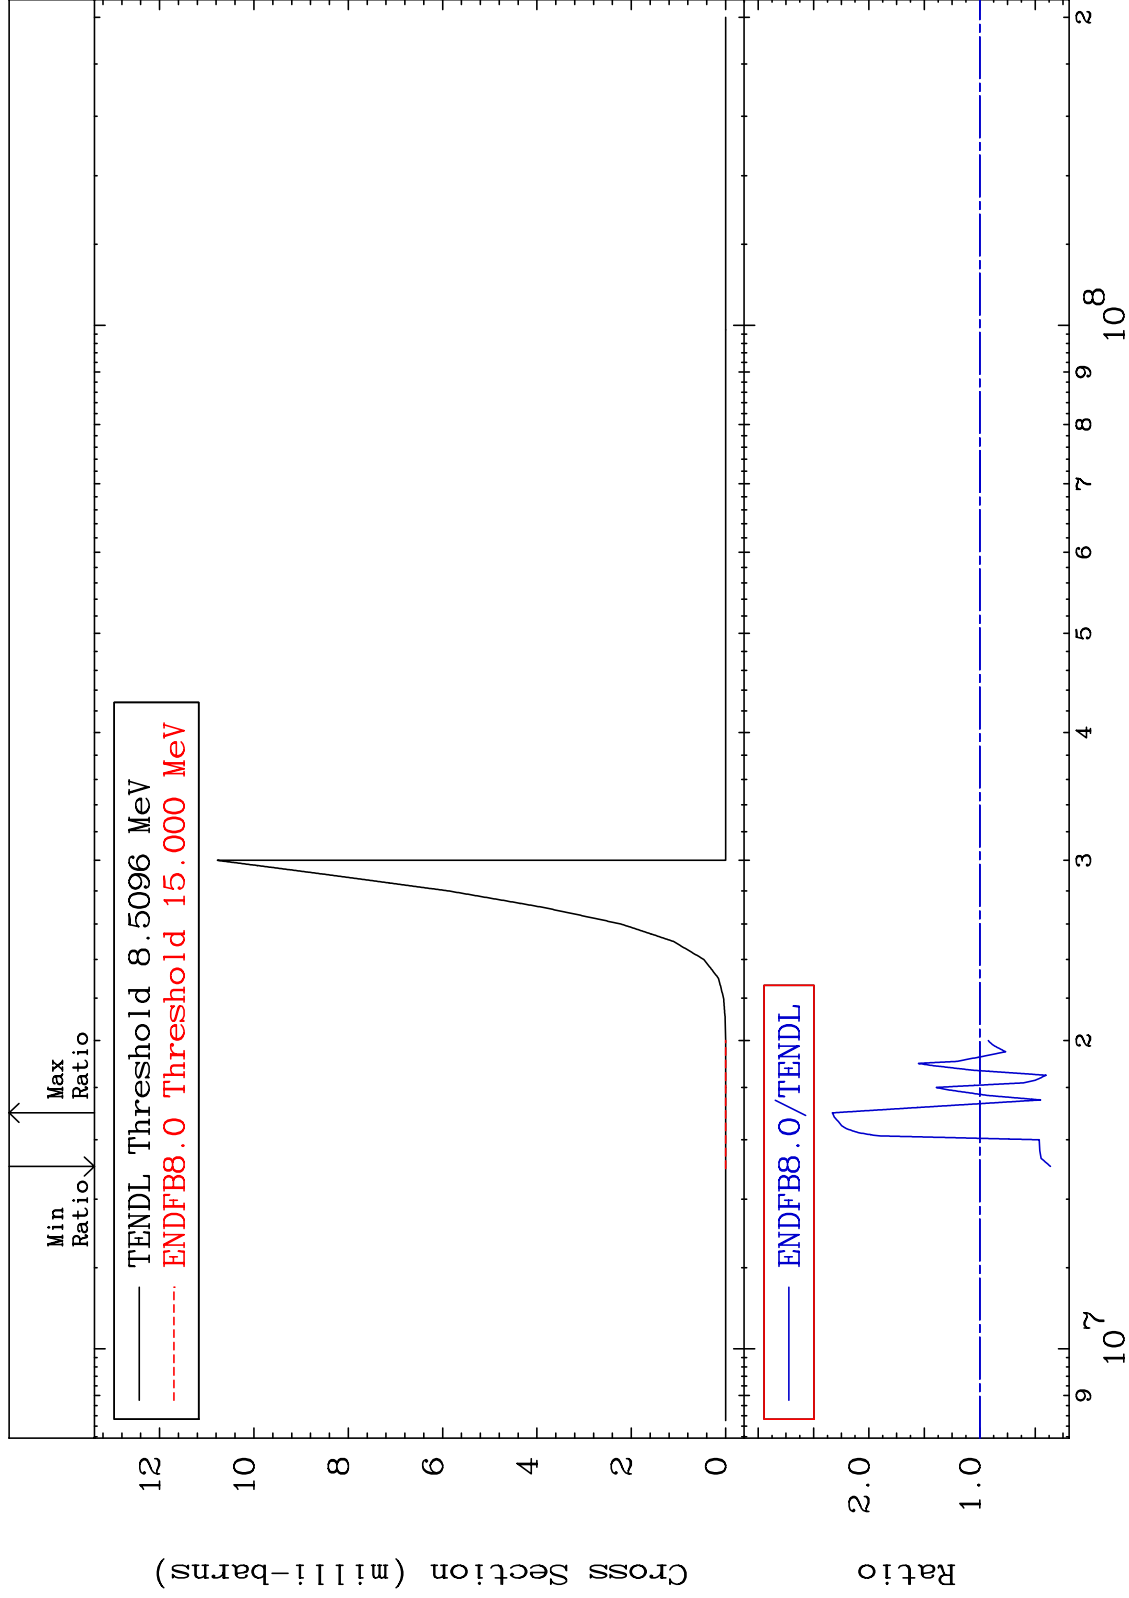 Min
Ratio
Max
Ratio
TENDL Threshold 8.5096 MeV
ENDFB8.0 Threshold 15.000 MeV
12
10
8
6
4
2
0
Cross Section (milli-barns)
ENDFB8.0/TENDL
2.0
1.0
Ratio
9
10 7
2
3
4
5
6
7
8
9
10 8
2